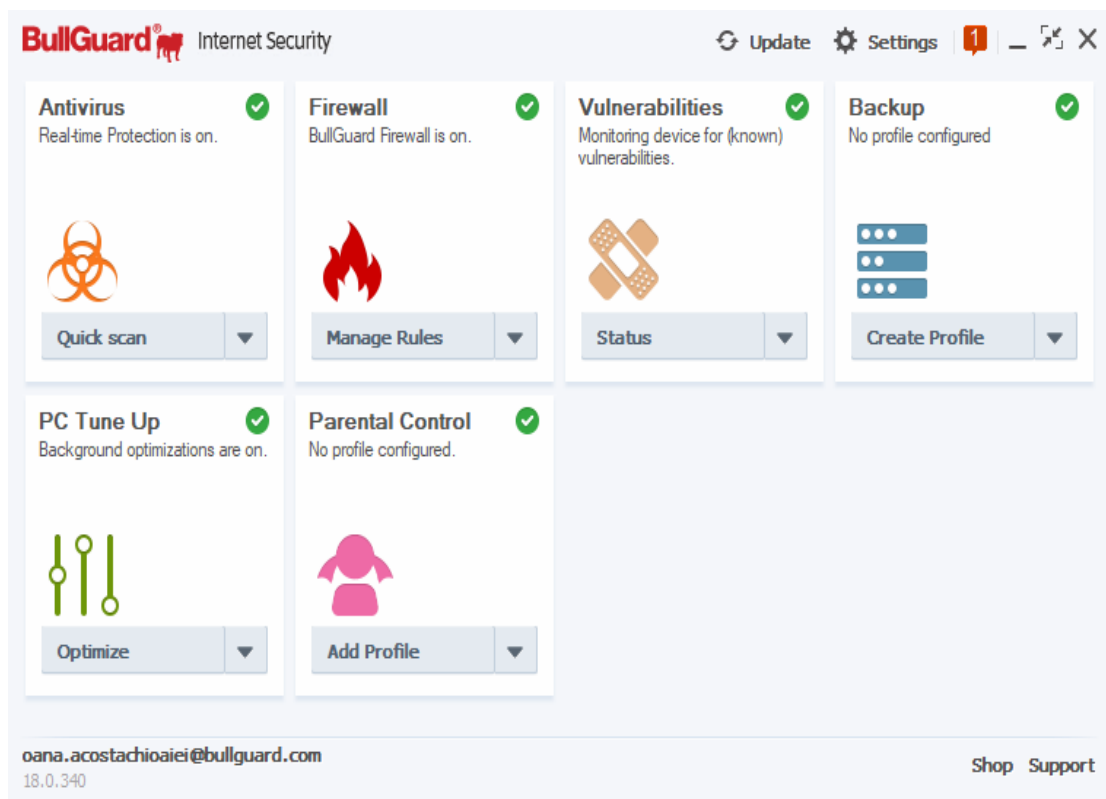 BullGuard® Internet Security
Update Settings 1
Antivirus
Real-time Protection is on.
Quick scan
Firewall
BullGuard Firewall is on.
Manage Rules
Vulnerabilities
Monitoring device for (known)
vulnerabilities.
Status
Backup
No profile configured
Create Profile
PC Tune Up
Background optimizations are on.
Optimize
Parental Control
No profile configured.
Add Profile
oana.acostachioaiei@bullguard.com
18.0.340
Shop Support